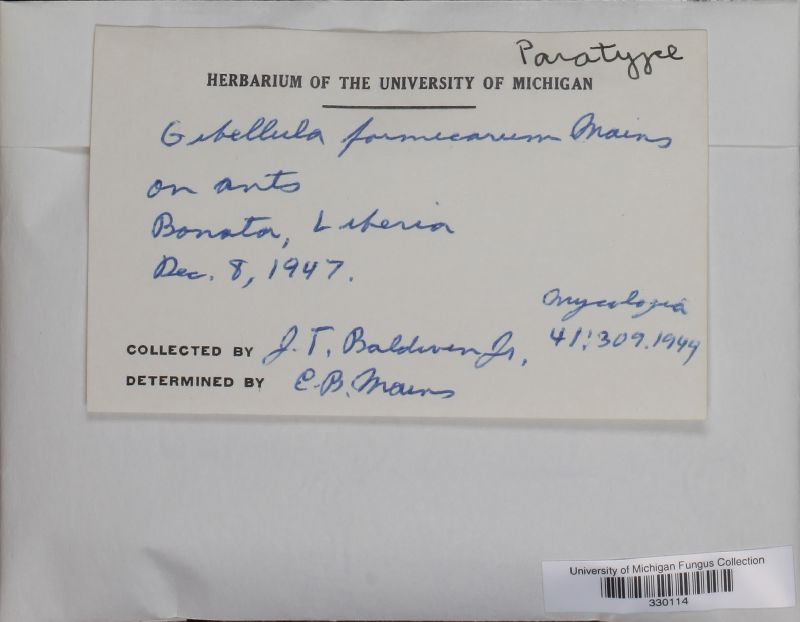 Paratype
HERBARIUM OF THE UNIVERSITY OF MICHIGAN
Gibellula formicarum Mains
on ants
Bonata, Liberia
Dec. 8, 1947.
Mycologia
41:309.1949
COLLECTED BY J. T. Baldwin Jr.
DETERMINED BY E.B. Mains
University of Michigan Fungus Collection
330114